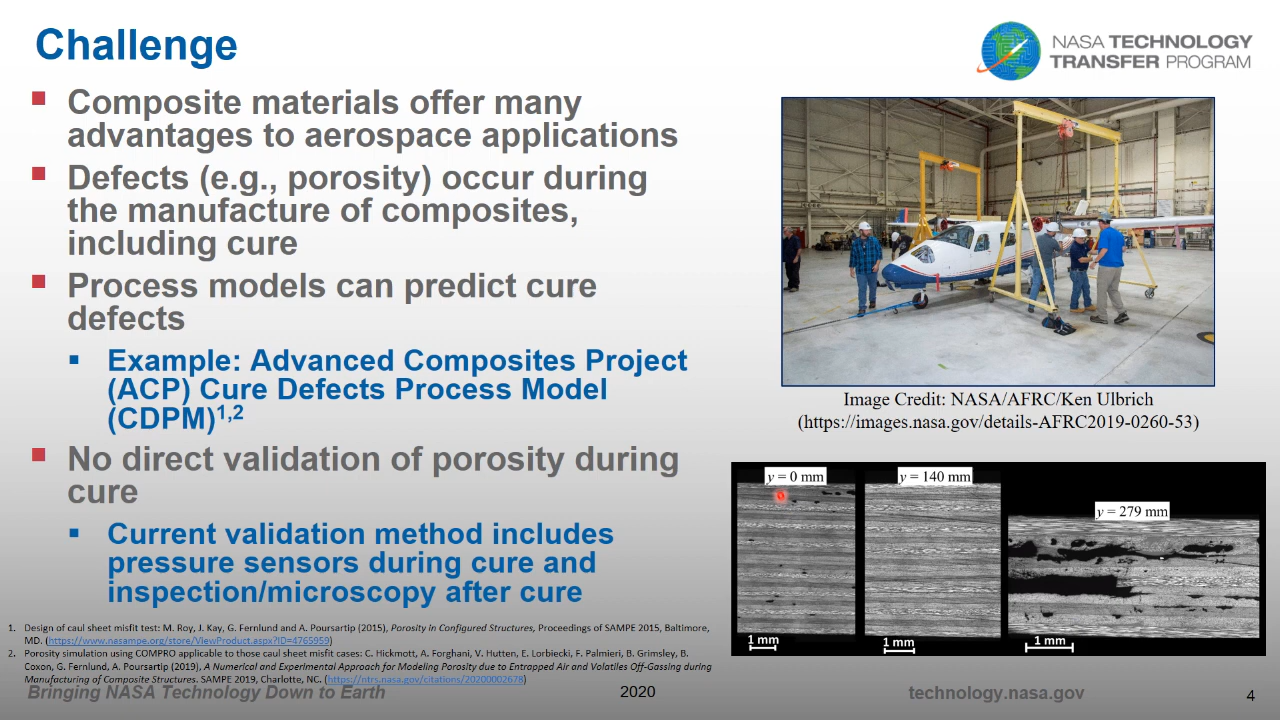 Challenge
NASA TECHNOLOGY
TRANSFER PROGRAM
Composite materials offer many
advantages to aerospace applications
Defects (e.g., porosity) occur during
the manufacture of composites,
including cure
Process models can predict cure
defects
Example: Advanced Composites Project
(ACP) Cure Defects Process Model
(CDPM)1,2
No direct validation of porosity during
cure
Current validation method includes
pressure sensors during cure and
inspection/microscopy after cure
Image Credit: NASA/AFRC/Ken Ulbrich
(https://images.nasa.gov/details-AFRC2019-0260-53)
y = 0 mm
y = 140 mm
y = 279 mm
1 mm
1 mm
1 mm
1. Design of caul sheet misfit test: M. Roy, J. Kay, G. Fernlund and A. Poursartip (2015), Porosity in Configured Structures, Proceedings of SAMPE 2015, Baltimore,
MD. (https://www.nasampe.org/store/ViewProduct.aspx?ID=4765959)
2. Porosity simulation using COMPRO applicable to those caul sheet misfit cases: C. Hickmott, A. Forghani, V. Hutten, E. Lorbiecki, F. Palmieri, B. Grimsley, B.
Coxon, G. Fernlund, A. Poursartip (2019), A Numerical and Experimental Approach for Modeling Porosity due to Entrapped Air and Volatiles Off-Gassing during
Manufacturing of Composite Structures. SAMPE 2019, Charlotte, NC. (https://ntrs.nasa.gov/citations/20200002678)
Bringing NASA Technology Down to Earth
2020
technology.nasa.gov
4